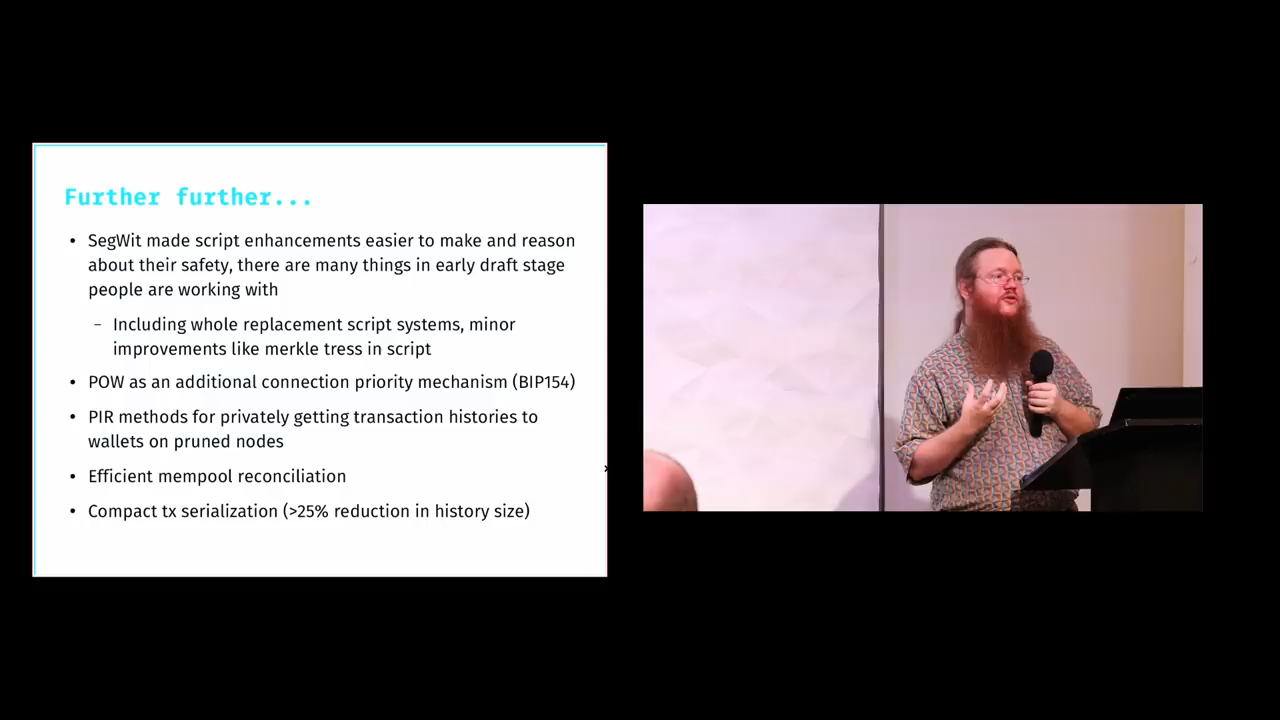 Further further...
• SegWit made script enhancements easier to make and reason
about their safety, there are many things in early draft stage
people are working with
– Including whole replacement script systems, minor
improvements like merkle tress in script
• POW as an additional connection priority mechanism (BIP154)
• PIR methods for privately getting transaction histories to
wallets on pruned nodes
• Efficient mempool reconciliation
• Compact tx serialization (>25% reduction in history size)